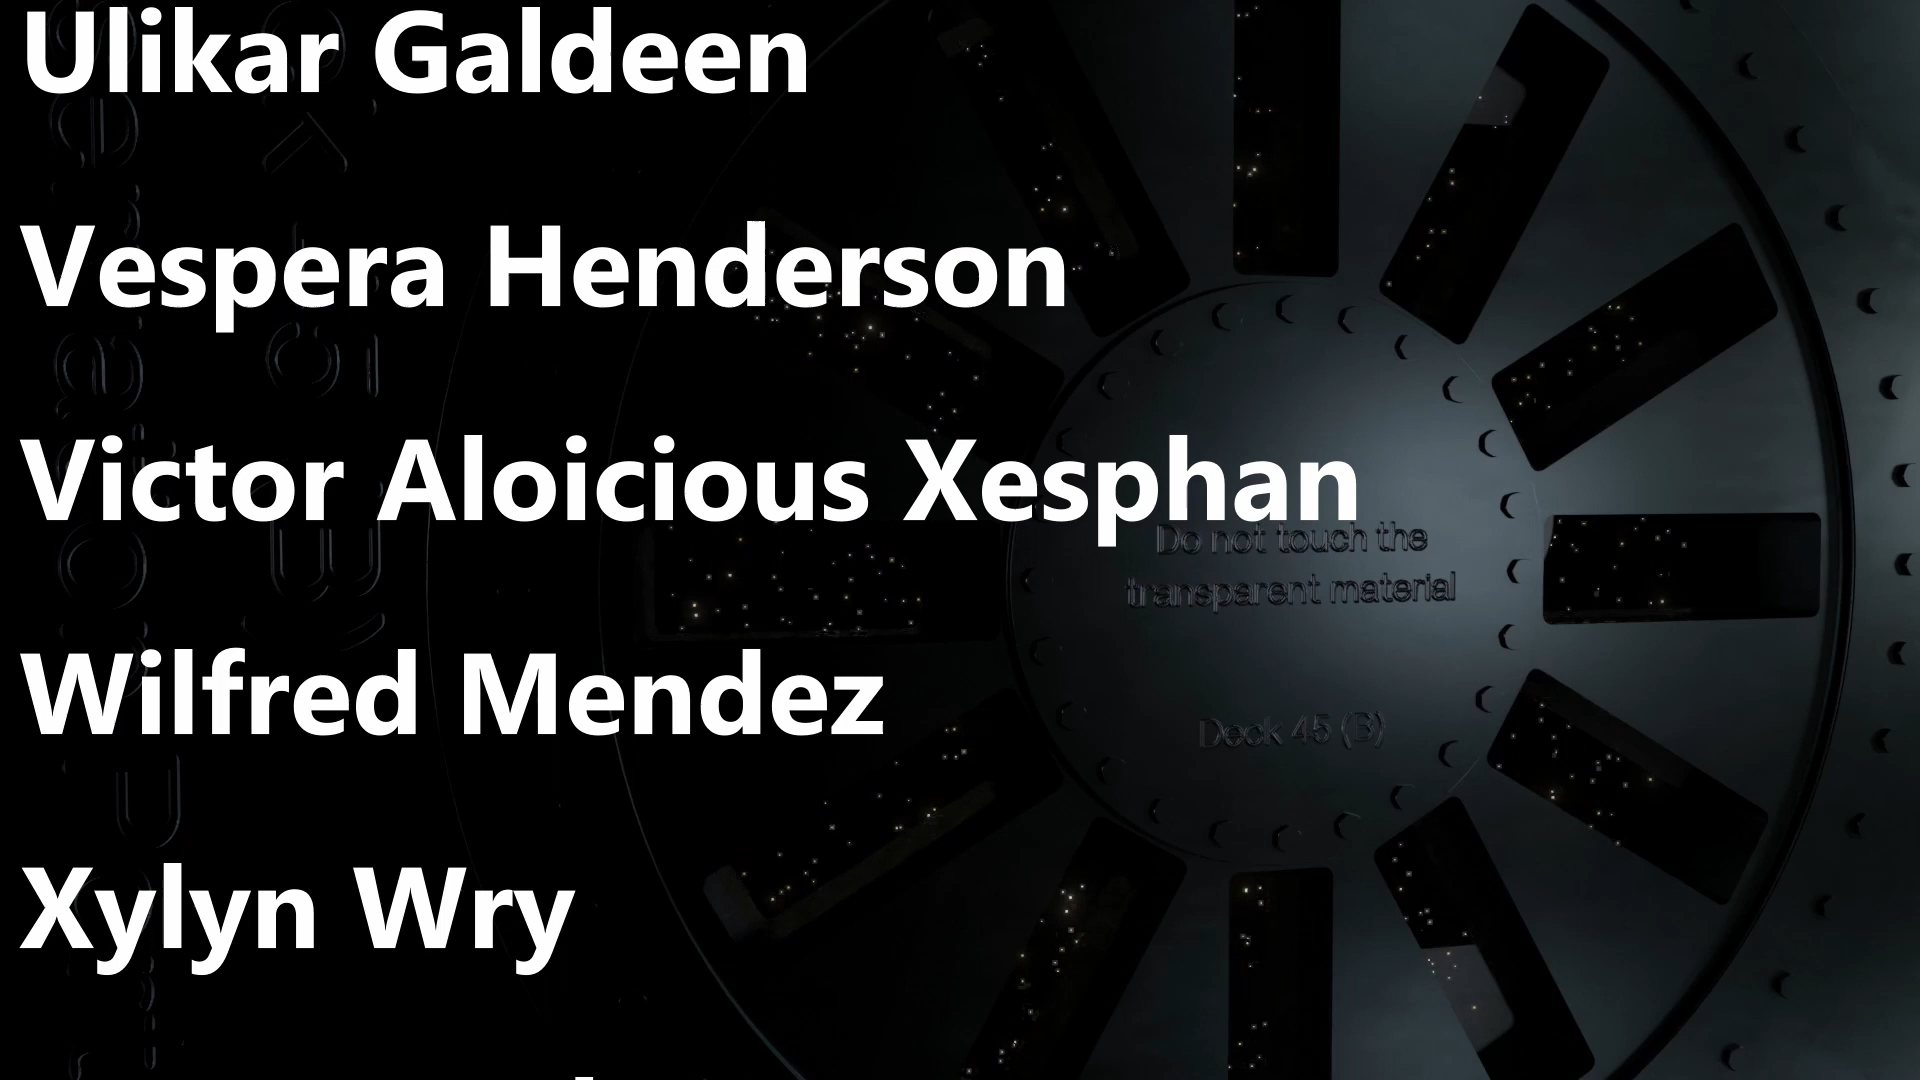 Ulikar Galdeen
Vespera Henderson
Victor Aloicious Xesphan
Do not touch the
transparent material
Wilfred Mendez
Deck 45 (B)
Xylyn Wry